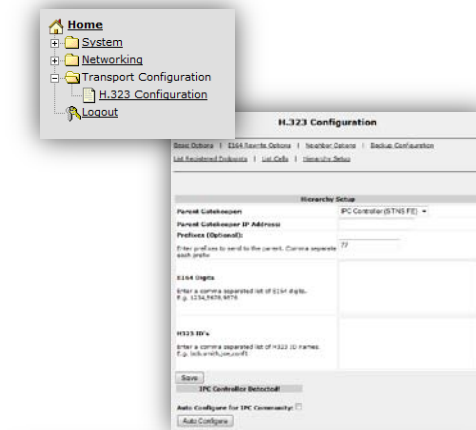 Home
System
Networking
Transport Configuration
H.323 Configuration
Logout
H.323 Configuration
Basic Options | E164 Rewrite Options | Neighbor Options | Backup Configuration
List Registered Endpoints | List Calls | Hierarchy Setup
Hierarchy Setup
Parent Gatekeeper: IPC Controller (STNS FE)
Parent Gatekeeper IP Address:
Prefixes (Optional):
Enter prefixes to send to the parent. Comma separate 77
each prefix
E164 Digits
Enter a comma separated list of E164 digits.
E.g. 1234,5678,9876
H323 ID's
Enter a comma separated list of H323 ID names.
Save
IPC Controller Detected!
Auto Configure for IPC Community:
Auto Configure